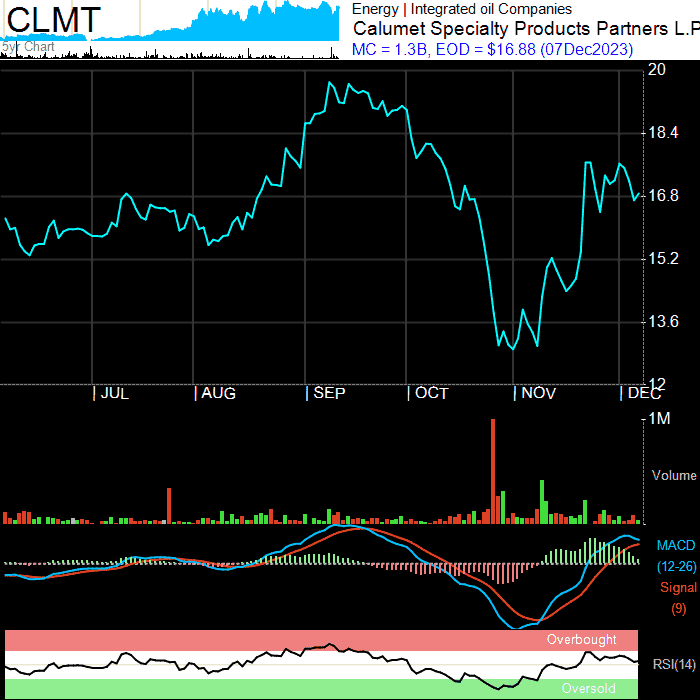 CLMT
5yr Chart
Energy | Integrated oil Companies
Calumet Specialty Products Partners L.P
MC = 1.3B, EOD = $16.88 (07Dec2023)
20
18.4
16.8
15.2
13.6
12
| JUL
| AUG
| SEP
| OCT
| NOV
| DEC
1M
Volume
MACD
(12-26)
Signal
(9)
Overbought
RSI(14)
Oversold